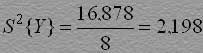 S²{Y} = 16.878 / 8 = 2,198